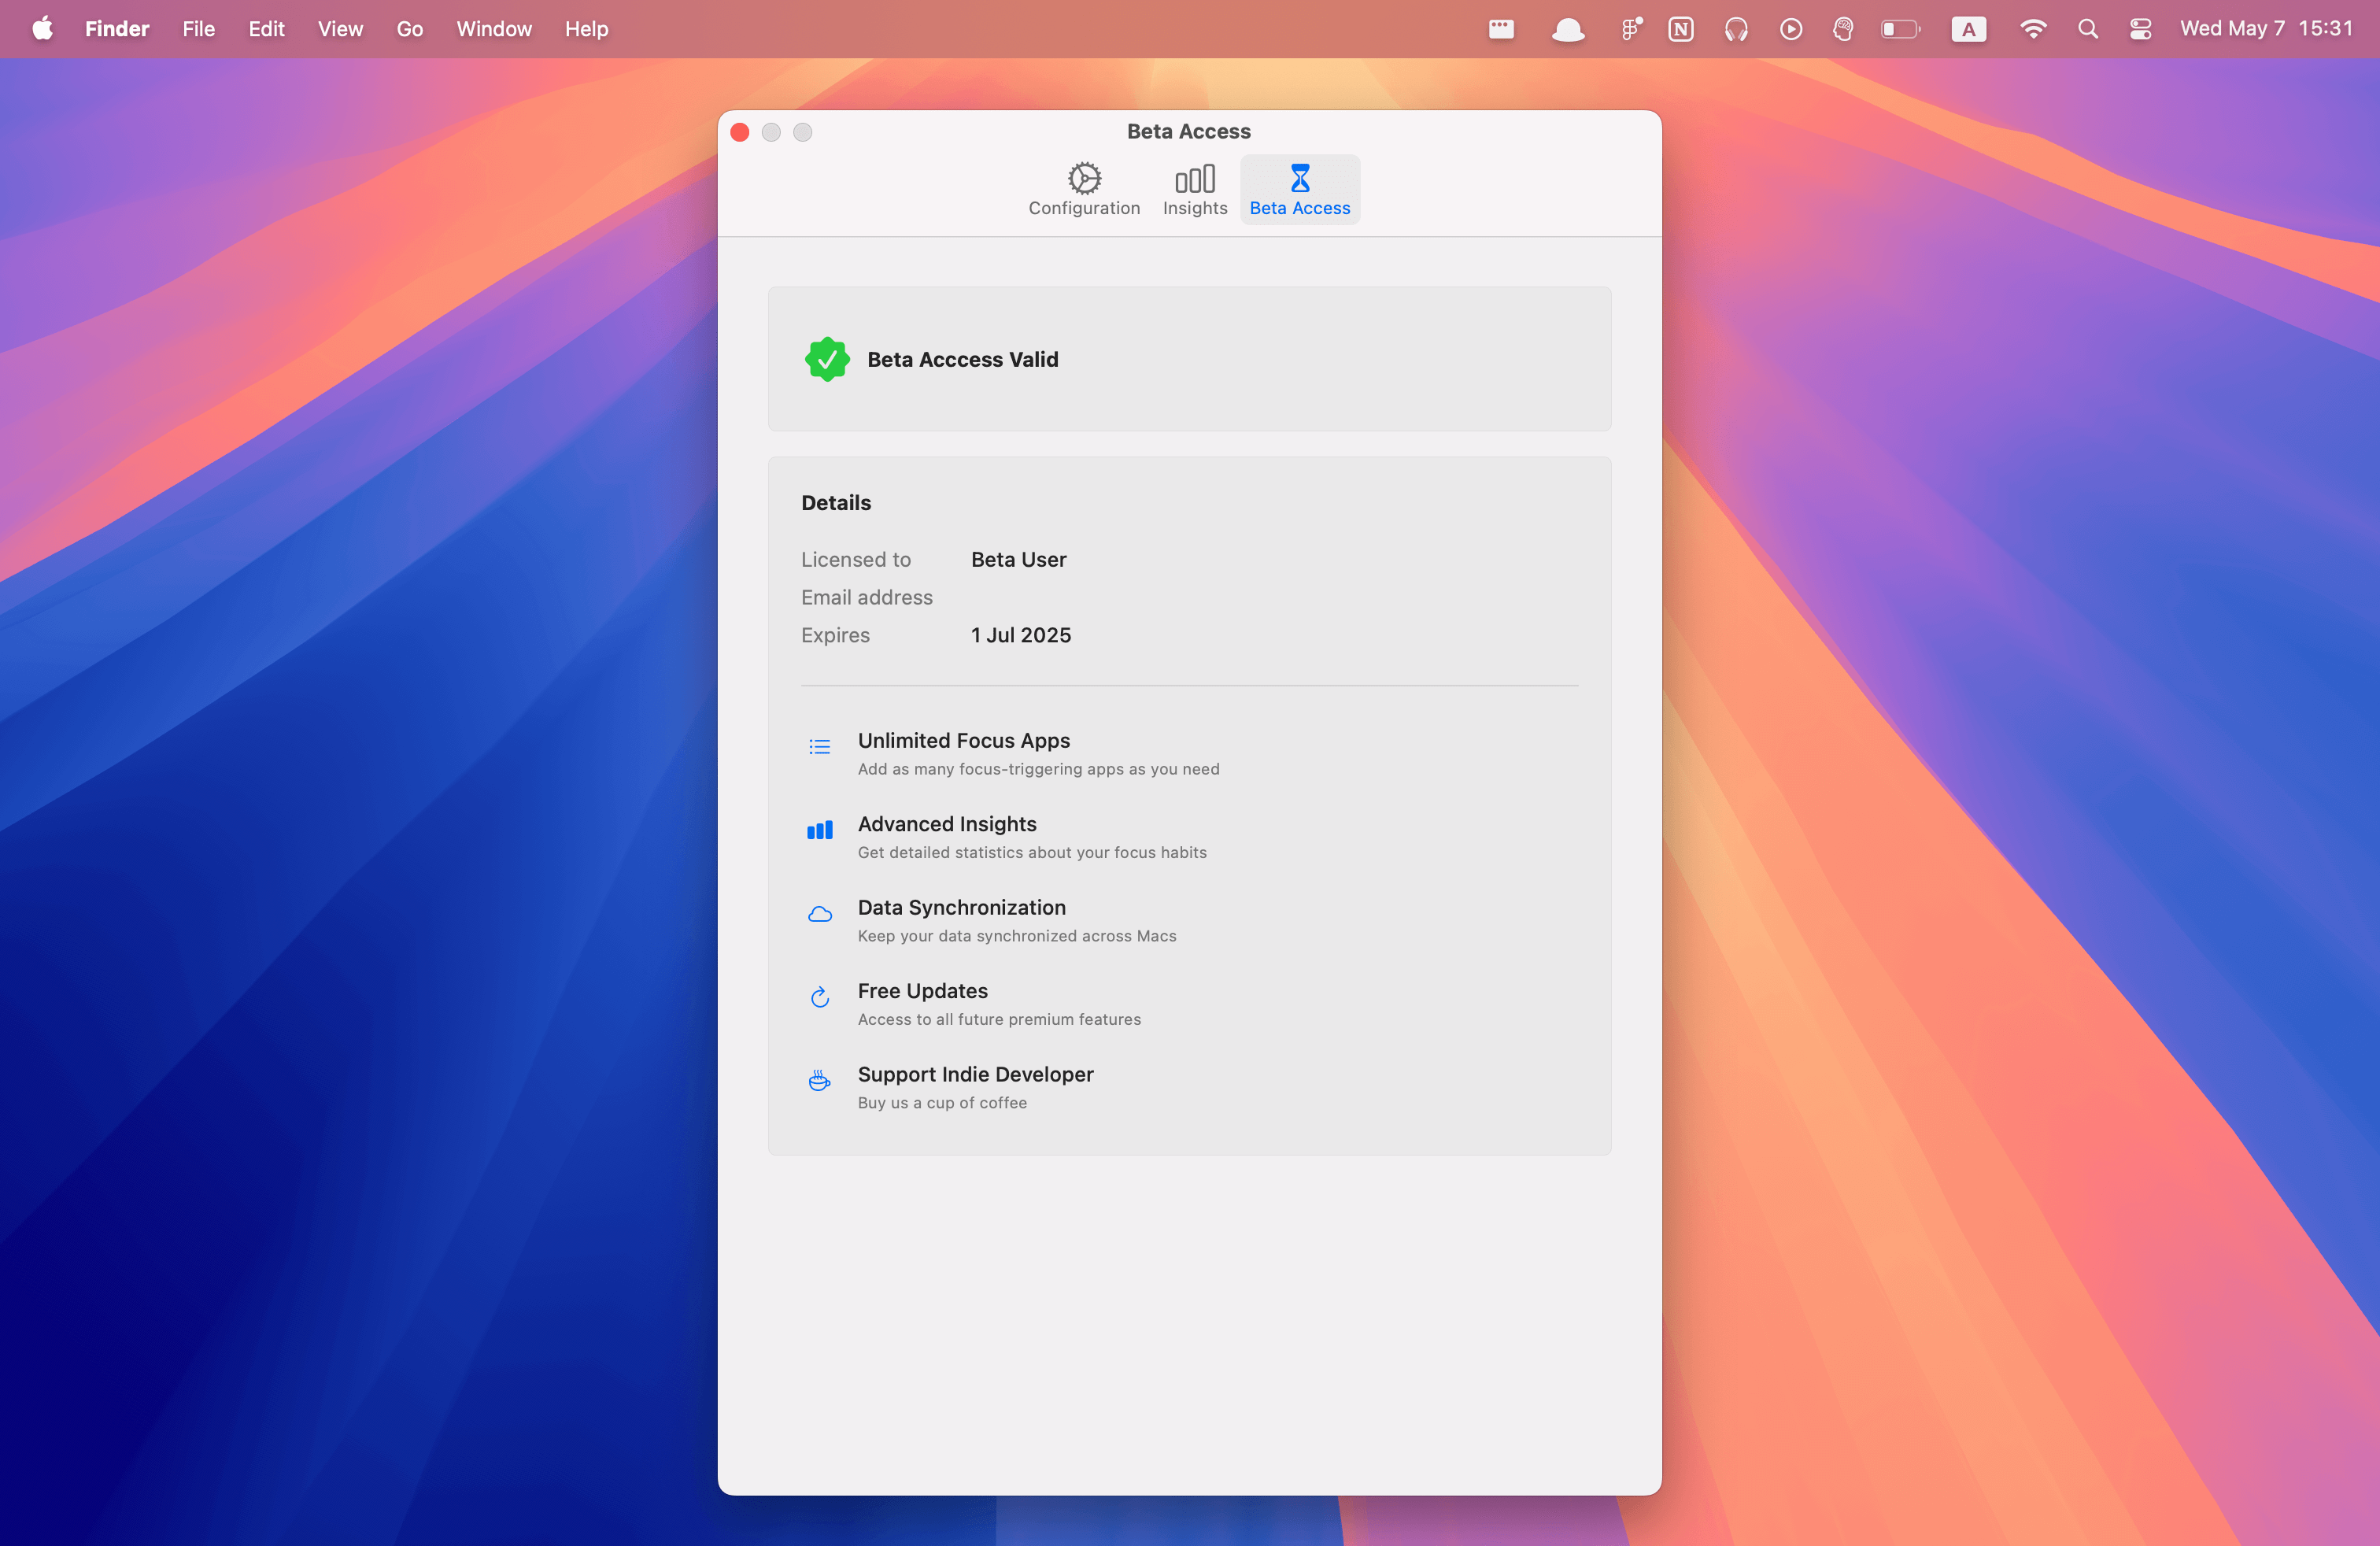 Finder File Edit View Go Window Help
N A Wed May 7 15:31
Beta Access
Configuration Insights Beta Access
Beta Acccess Valid
Details
Licensed to Beta User
Email address
Expires 1 Jul 2025
Unlimited Focus Apps
Add as many focus-triggering apps as you need
Advanced Insights
Get detailed statistics about your focus habits
Data Synchronization
Keep your data synchronized across Macs
Free Updates
Access to all future premium features
Support Indie Developer
Buy us a cup of coffee